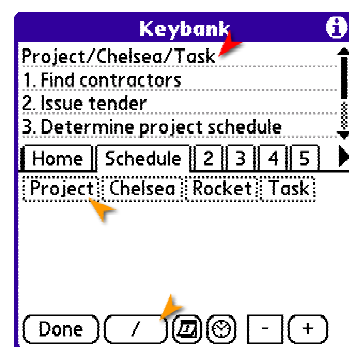 Keybank i
Project/Chelsea/Task
1. Find contractors
2. Issue tender
3. Determine project schedule
Home Schedule 2 3 4 5
Project Chelsea Rocket Task
Done / - +